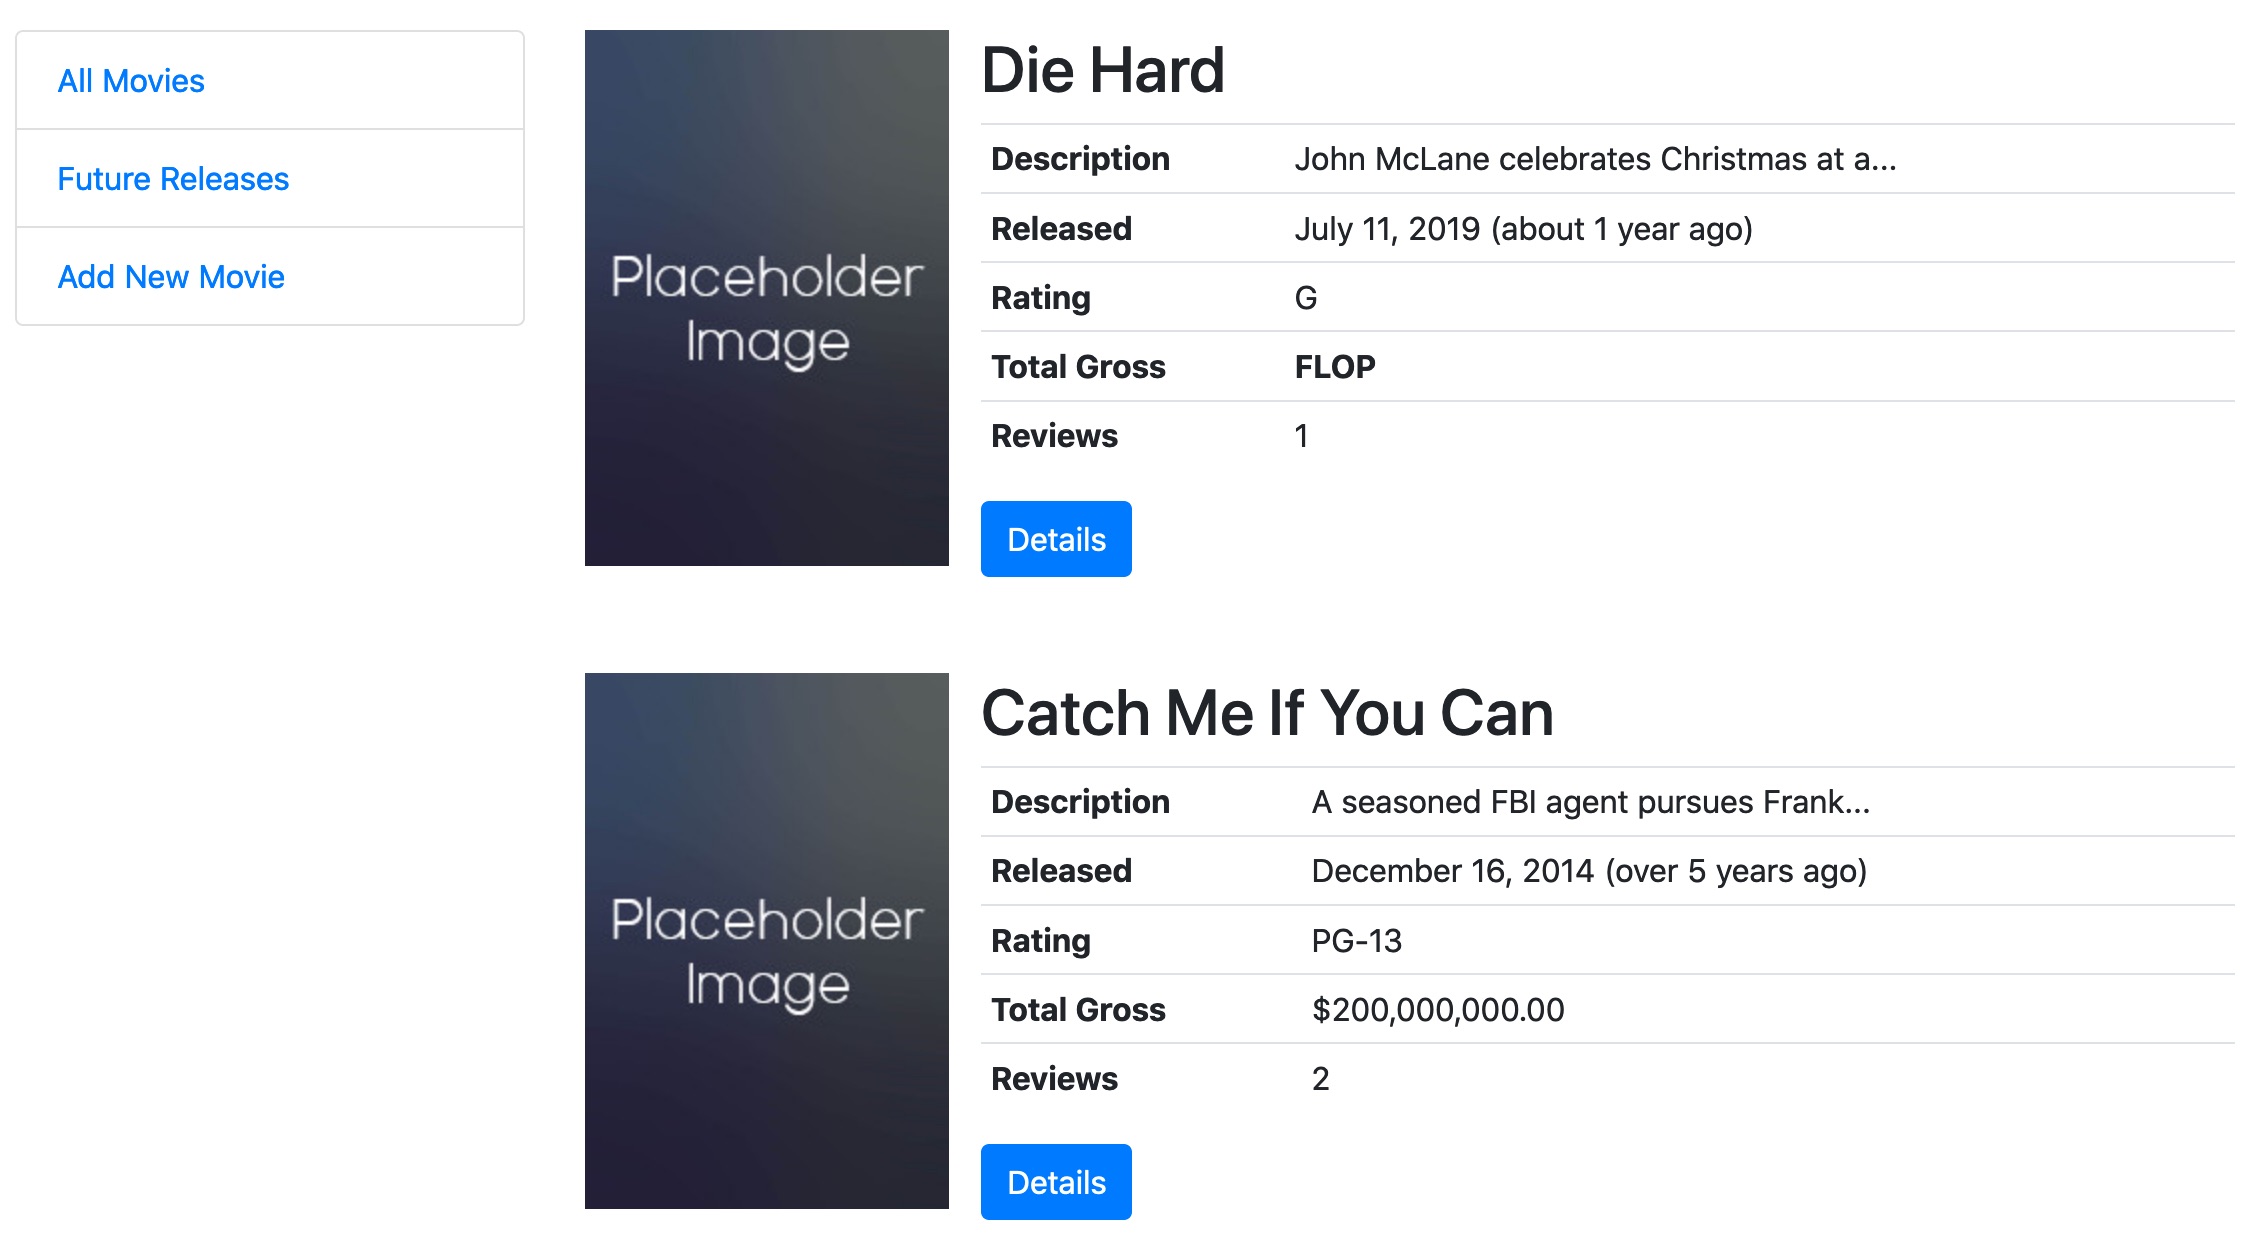 All Movies
Future Releases
Add New Movie
Placeholder
Image
Die Hard
Description John McLane celebrates Christmas at a...
Released July 11, 2019 (about 1 year ago)
Rating G
Total Gross FLOP
Reviews 1
Details
Placeholder
Image
Catch Me If You Can
Description A seasoned FBI agent pursues Frank...
Released December 16, 2014 (over 5 years ago)
Rating PG-13
Total Gross $200,000,000.00
Reviews 2
Details